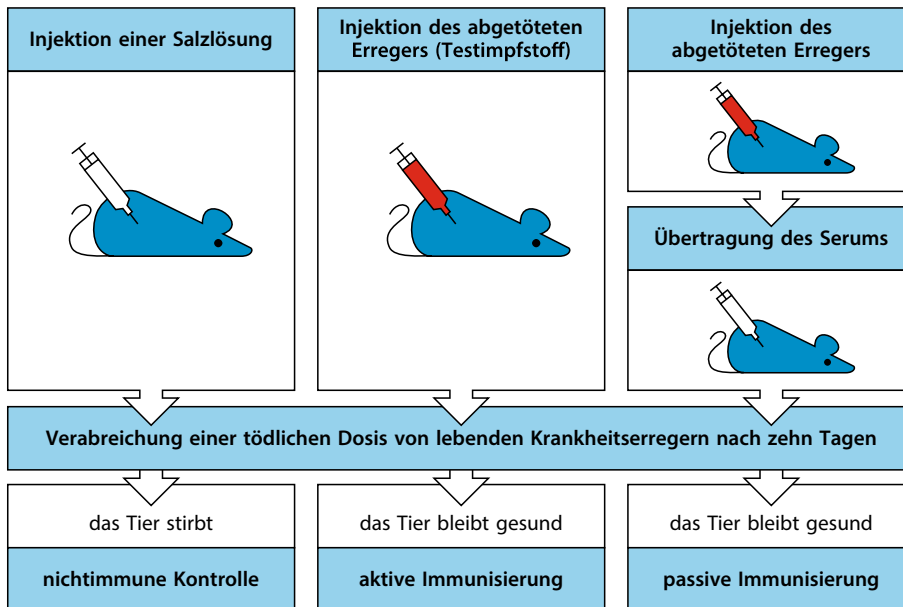 Injektion einer Salzlösung
Injektion des abgetöteten
Erregers (Testimpfstoff)
Injektion des
abgetöteten Erregers
Übertragung des Serums
Verabreichung einer tödlichen Dosis von lebenden Krankheitserregern nach zehn Tagen
das Tier stirbt
das Tier bleibt gesund
das Tier bleibt gesund
nichtimmune Kontrolle
aktive Immunisierung
passive Immunisierung